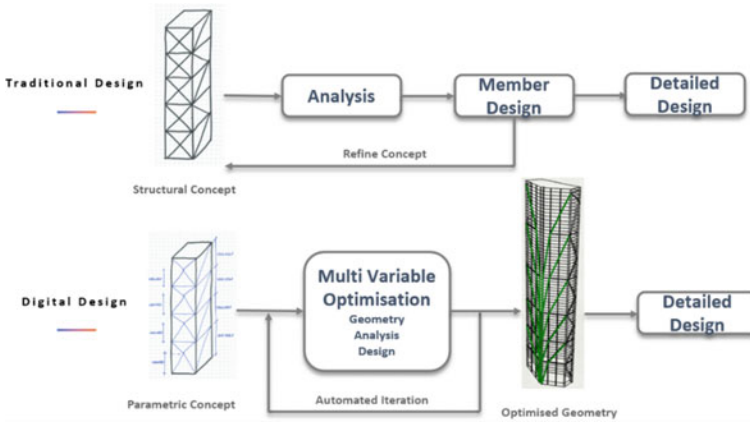 Traditional Design
Analysis
Member
Design
Detailed
Design
Refine Concept
Structural Concept
Digital Design
Multi Variable
Optimisation
Geometry
Analysis
Design
Detailed
Design
Automated Iteration
Parametric Concept
Optimised Geometry